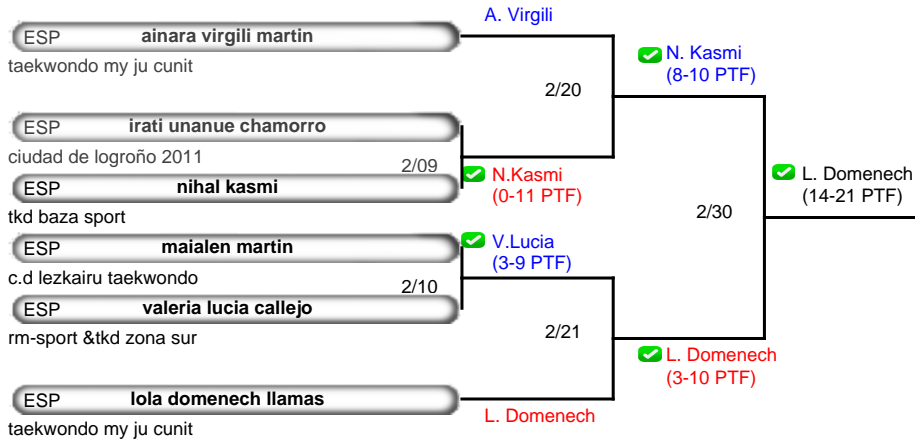 A. Virgili
ESP ainara virgili martin
taekwondo my ju cunit
N. Kasmi
(8-10 PTF)
2/20
ESP irati unanue chamorro
ciudad de logroño 2011
2/09
N.Kasmi
(0-11 PTF)
ESP nihal kasmi
tkd baza sport
L. Domenech
(14-21 PTF)
2/30
ESP maialen martin
c.d lezkairu taekwondo
V.Lucia
(3-9 PTF)
2/10
ESP valeria lucia callejo
rm-sport &tkd zona sur
2/21
L. Domenech
(3-10 PTF)
ESP lola domenech llamas
L. Domenech
taekwondo my ju cunit